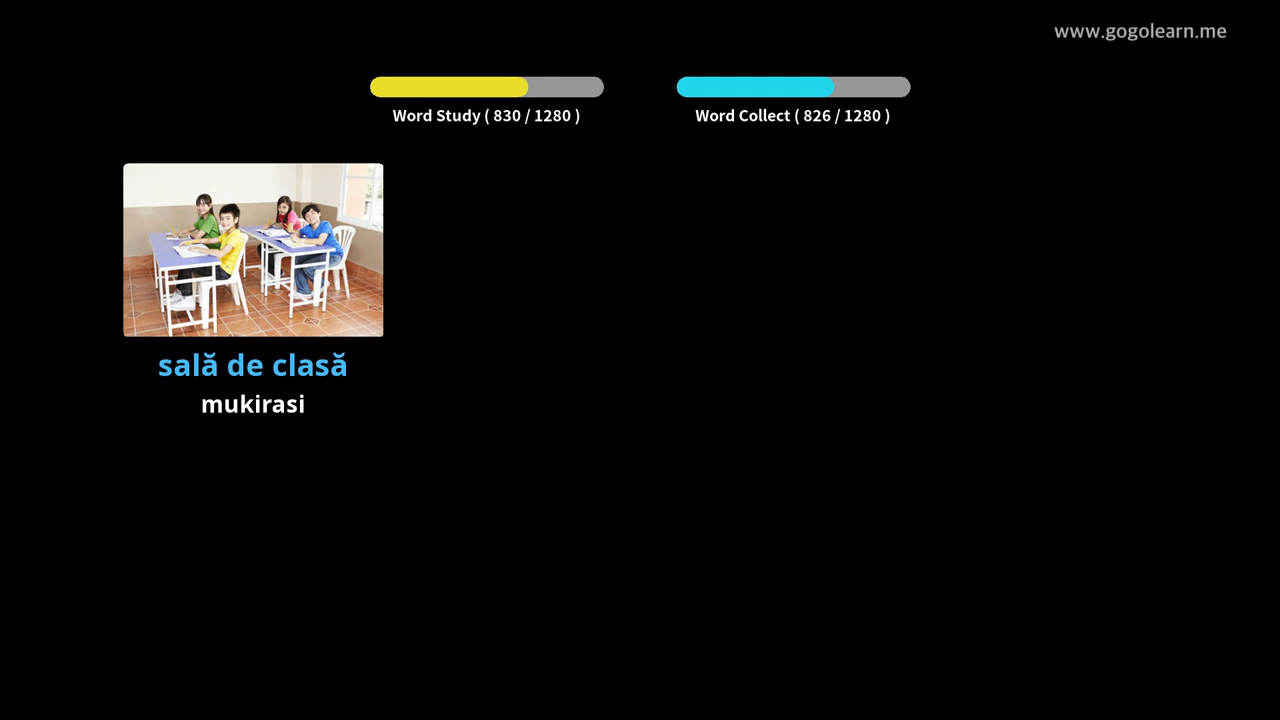 www.gogolearn.me
Word Study ( 830 / 1280 )
Word Collect ( 826 / 1280 )
sală de clasă
mukirasi